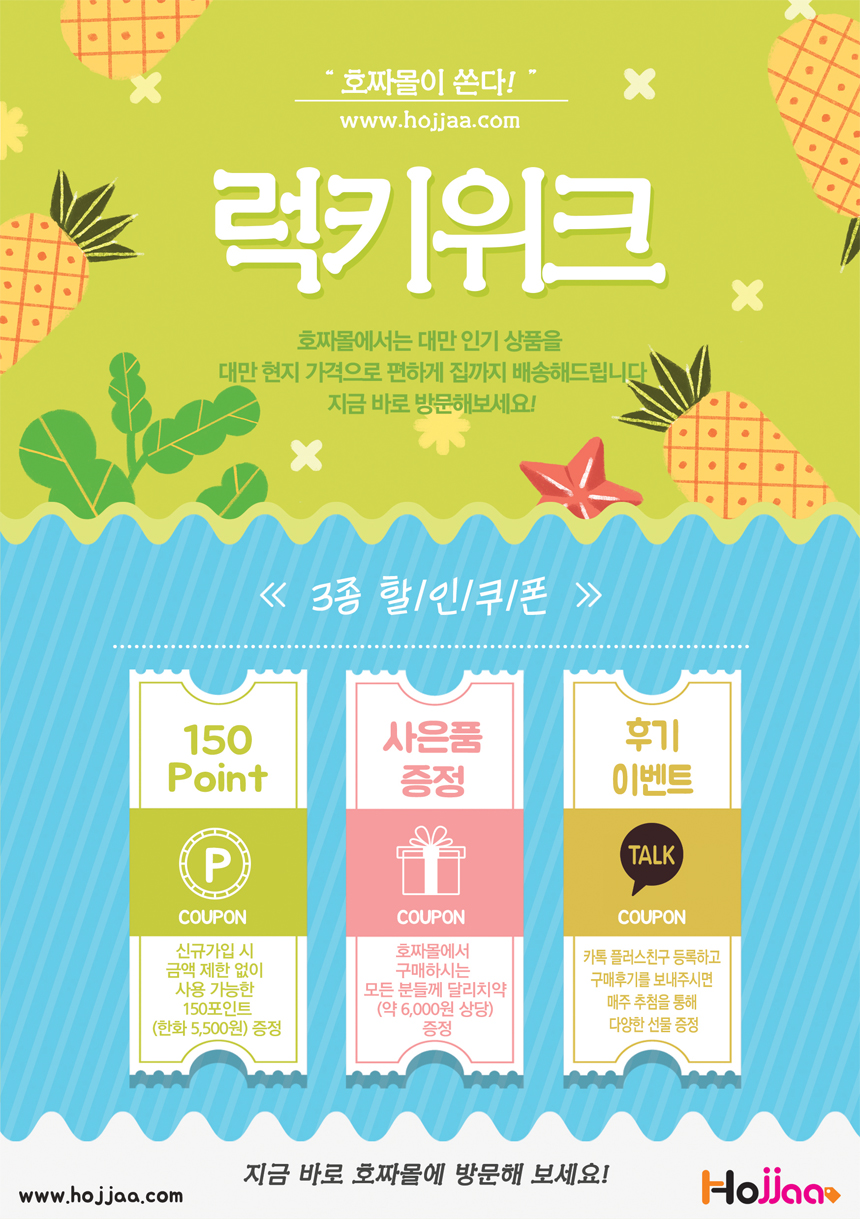 " 호짜몰이 쏜다! "
www.hojjaa.com
럭키위크
호짜몰에서는 대만 인기 상품을
대만 현지 가격으로 편하게 집까지 배송해드립니다
지금 바로 방문해보세요!
« 3종 할/인/쿠/폰 »
150
Point
P
COUPON
신규가입 시
금액 제한 없이
사용 가능한
150포인트
(한화 5,500원) 증정
사은품
증정
COUPON
호짜몰에서
구매하시는
모든 분들께 달리치약
(약 6,000원 상당)
증정
후기
이벤트
TALK
COUPON
카톡 플러스친구 등록하고
구매후기를 보내주시면
매주 추첨을 통해
다양한 선물 증정
지금 바로 호짜몰에 방문해 보세요!
www.hojjaa.com
Hojjaa